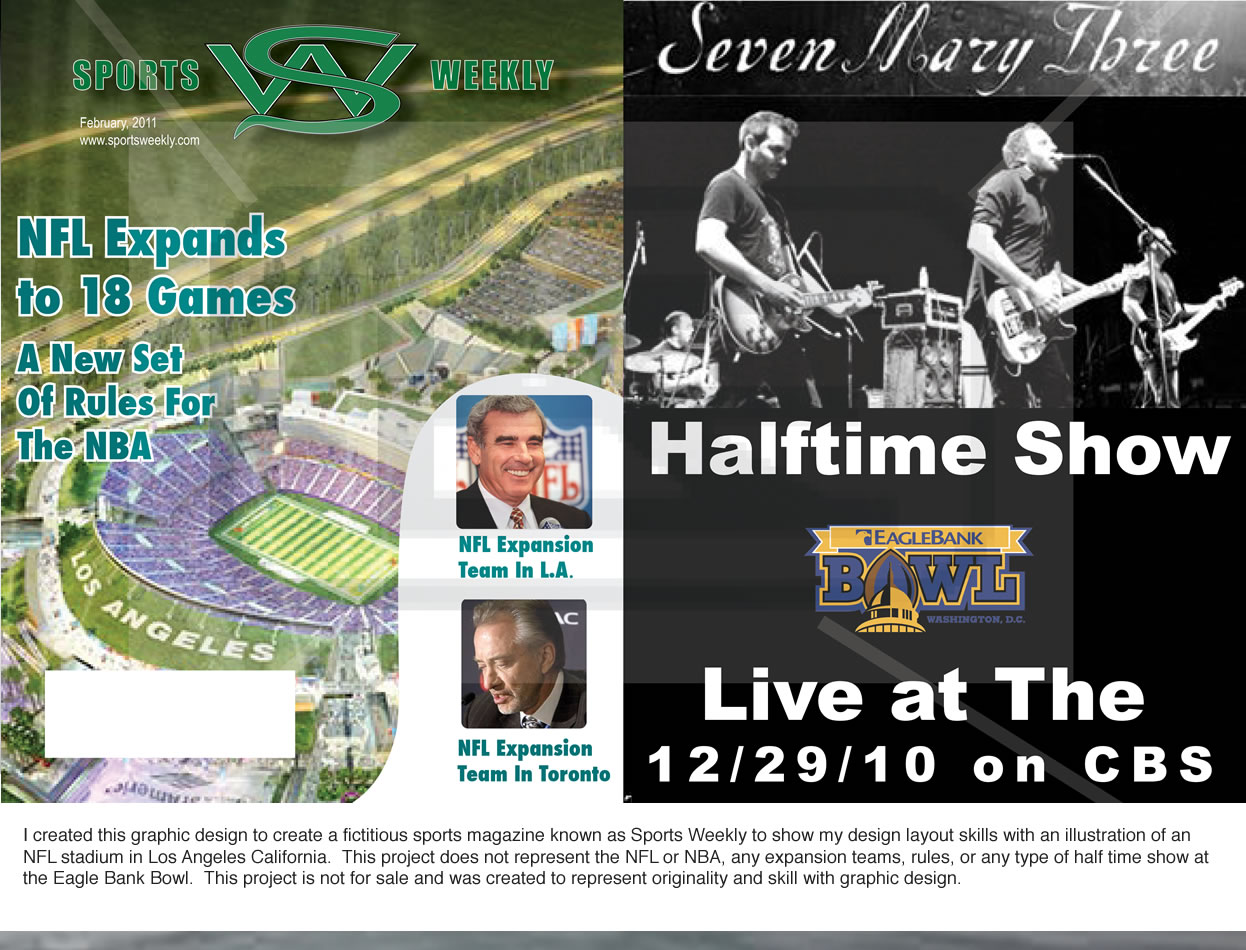 SPORTS SW WEEKLY
February, 2011
www.sportsweekly.com
NFL Expands
to 18 Games
A New Set
Of Rules For
The NBA
LOS ANGELES
NFL Expansion
Team In L.A.
AC
NFL Expansion
Team In Toronto
Seven Mary Three
Halftime Show
EAGLEBANK
BOWL
WASHINGTON, D.C.
Live at The
12/29/10 on CBS
I created this graphic design to create a fictitious sports magazine known as Sports Weekly to show my design layout skills with an illustration of an
NFL stadium in Los Angeles California.  This project does not represent the NFL or NBA, any expansion teams, rules, or any type of half time show at
the Eagle Bank Bowl.  This project is not for sale and was created to represent originality and skill with graphic design.